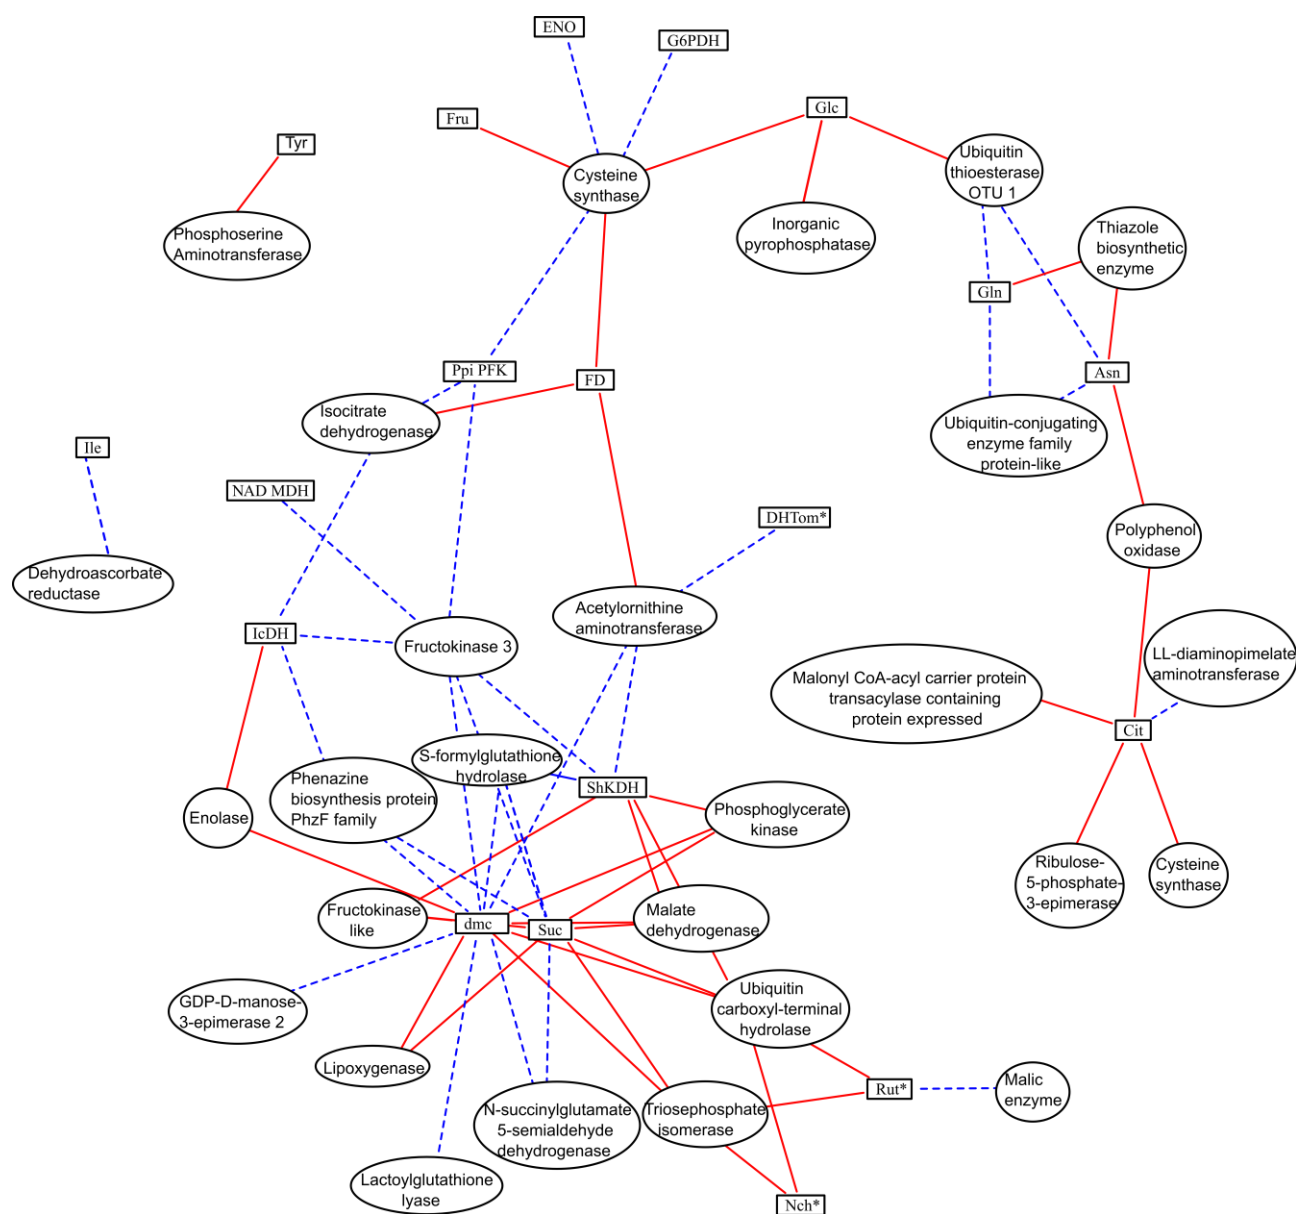 ENO
G6PDH
Glc
Fru
Tyr
Cysteine
synthase
Ubiquitin
thioesterase
OTU 1
Phosphoserine
Aminotransferase
Inorganic
pyrophosphatase
Thiazole
biosynthetic
enzyme
Gln
Ppi PFK
FD
Asn
Isocitrate
dehydrogenase
Ubiquitin-conjugating
enzyme family
protein-like
Ile
NAD MDH
DHTom*
Polyphenol
oxidase
Dehydroascorbate
reductase
Acetylornithine
aminotransferase
IcDH
Fructokinase 3
LL-diaminopimelate
aminotransferase
Malonyl CoA-acyl carrier protein
transacylase containing
protein expressed
Cit
S-formylglutathione
hydrolase
ShKDH
Phenazine
biosynthesis protein
PhzF family
Enolase
Phosphoglycerate
kinase
Ribulose-
5-phosphate-
3-epimerase
Cysteine
synthase
Fructokinase
like
dmc
Suc
Malate
dehydrogenase
GDP-D-manose-
3-epimerase 2
Ubiquitin
carboxyl-terminal
hydrolase
Lipoxygenase
Rut*
Malic
enzyme
N-succinylglutamate
5-semialdehyde
dehydrogenase
Triosephosphate
isomerase
Lactoylglutathione
lyase
Nch*